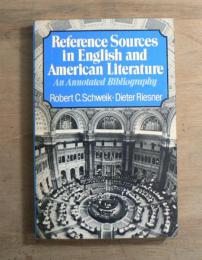 Reference Sources
in English and
American Literature
An Annotated Bibliography
Robert C. Schweik · Dieter Riesner